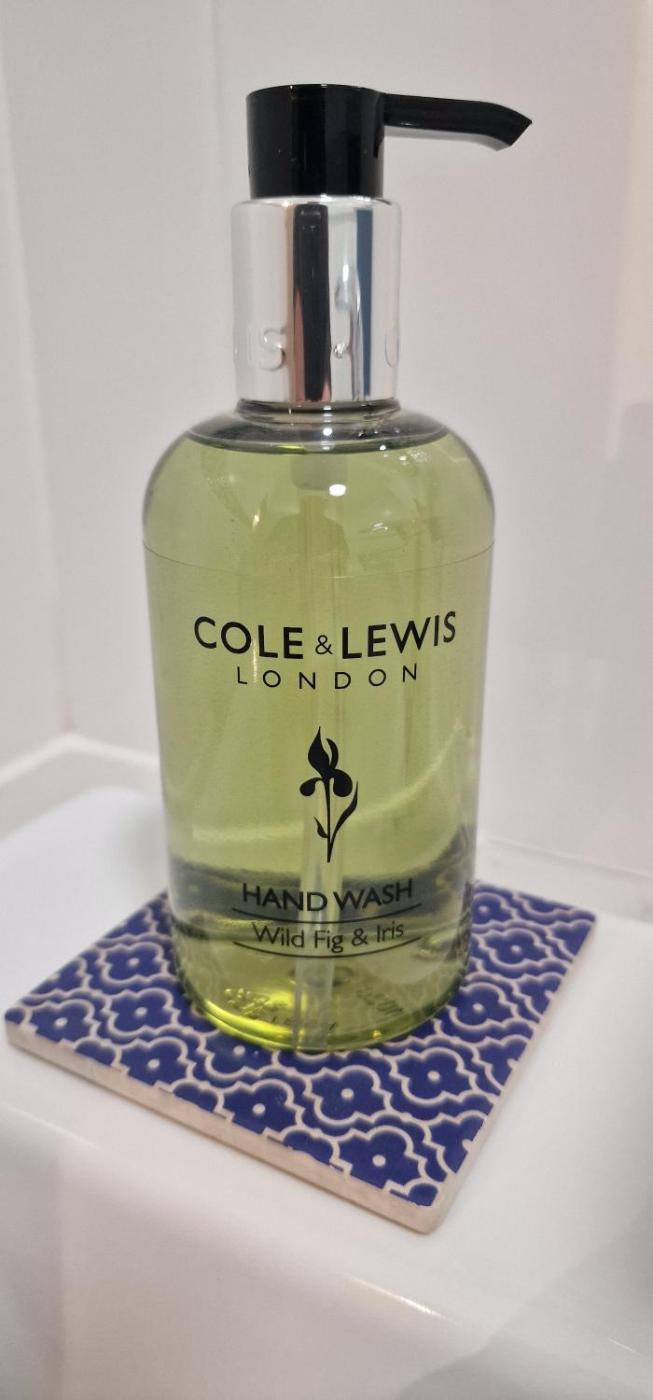 COLE & LEWIS
LONDON
HAND WASH
Wild Fig & Iris